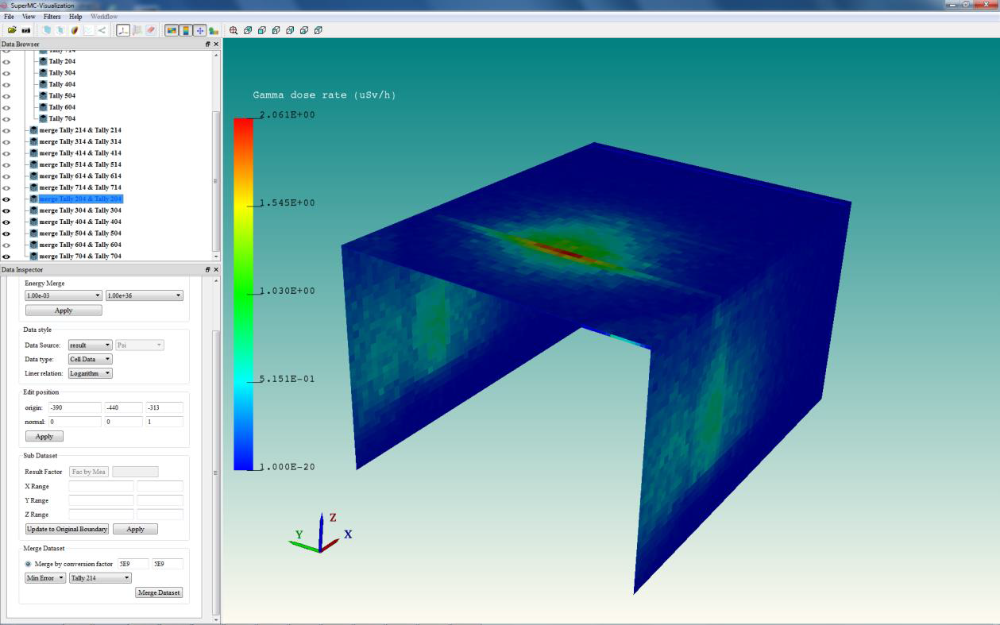 SuperMC-Visualization
File View Filters Help Workflow
Data Browser
Tally 714
Tally 204
Tally 304
Tally 404
Tally 504
Tally 604
Tally 704
merge Tally 214 & Tally 214
merge Tally 314 & Tally 314
merge Tally 414 & Tally 414
merge Tally 514 & Tally 514
merge Tally 614 & Tally 614
merge Tally 714 & Tally 714
merge Tally 204 & Tally 204
merge Tally 304 & Tally 304
merge Tally 404 & Tally 404
merge Tally 504 & Tally 504
merge Tally 604 & Tally 604
merge Tally 704 & Tally 704
Data Inspector
Energy Merge
1.00e-03 1.00e+36
Apply
Data style
Data Source: result Psi
Data type: Cell Data
Liner relation: Logarithm
Edit position
origin: -390 -440 -313
normal: 0 0 1
Apply
Sub Dataset
Result Factor Fac by Mea
X Range
Y Range
Z Range
Update to Original Boundary Apply
Merge Dataset
Merge by conversion factor 5E9 5E9
Min Error Tally 214
Merge Dataset
Gamma dose rate (uSv/h)
2.061E+00
1.545E+00
1.030E+00
5.151E-01
1.000E-20
Z
Y X